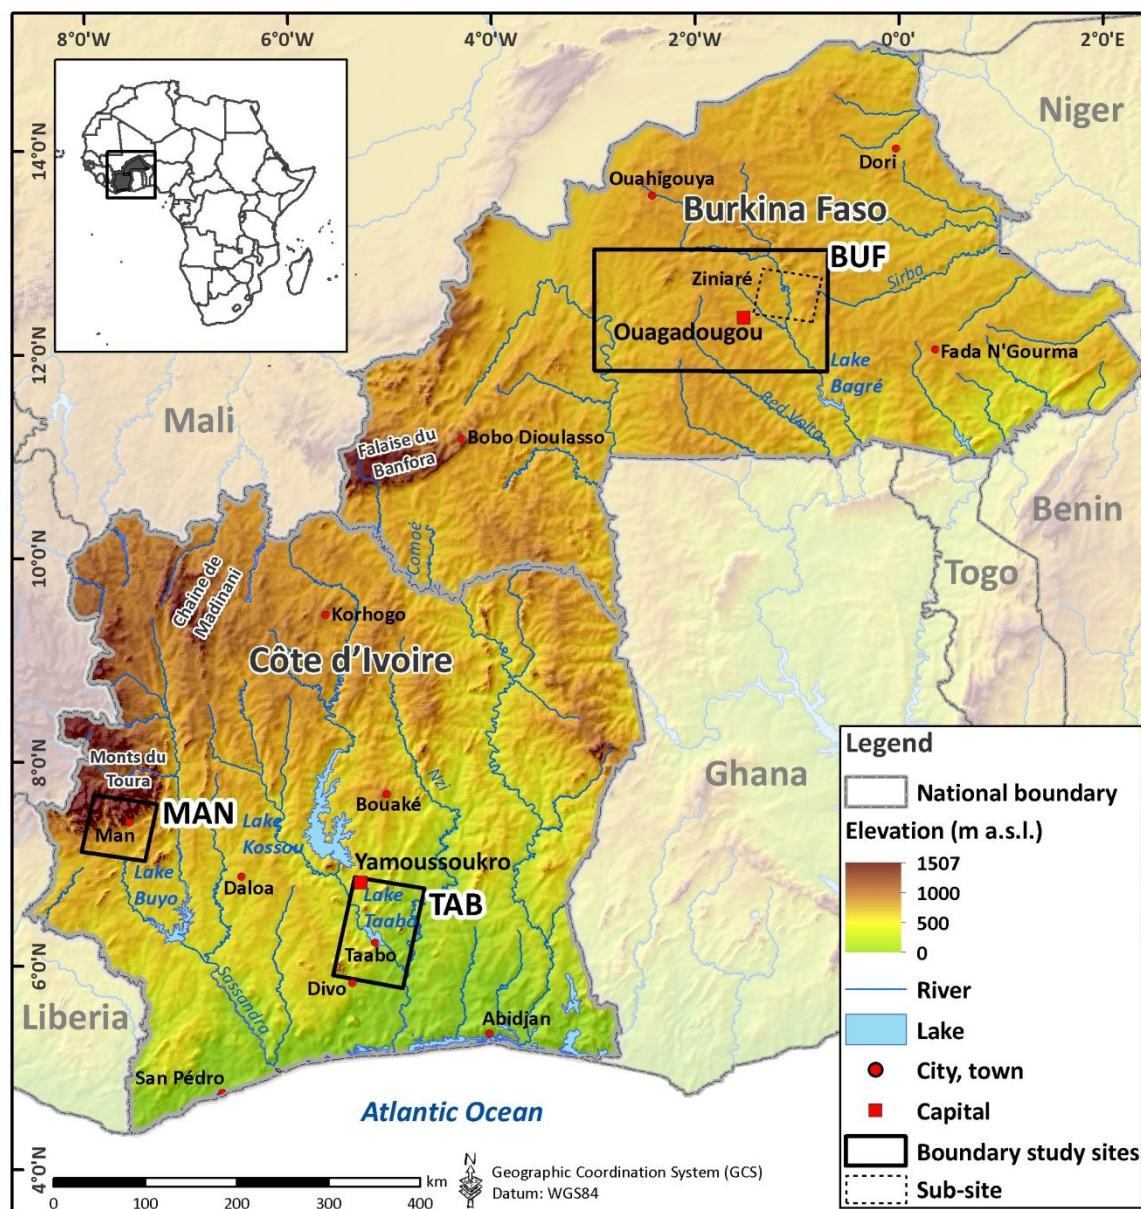 8°0'W
6°0'W
4°0'W
2°0'W
0°0'
2°0'E
14°0'N
12°0'N
10°0'N
8°0'N
6°0'N
4°0'N
Niger
Dori
Ouahigouya
Burkina Faso
BUF
Ziniaré
Sirba
Ouagadougou
Fada N'Gourma
Lake
Bagré
Red Volta
Mali
Bobo Dioulasso
Falaise du
Banfora
Benin
Comoé
Togo
Chaîne de
Madinani
Korhogo
Côte d’Ivoire
Monts du
Toura
Ghana
Nzi
Bouaké
MAN
Man
Lake
Kossou
Yamoussoukro
Lake
Buyo
Daloa
Lake
Taabo
TAB
Taabo
Divo
Sassandra
Liberia
Abidjan
San Pédro
Atlantic Ocean
Legend
National boundary
Elevation (m a.s.l.)
1507
1000
500
0
River
Lake
City, town
Capital
Boundary study sites
Sub-site
0 100 200 300 400 km
N
Geographic Coordination System (GCS)
Datum: WGS84